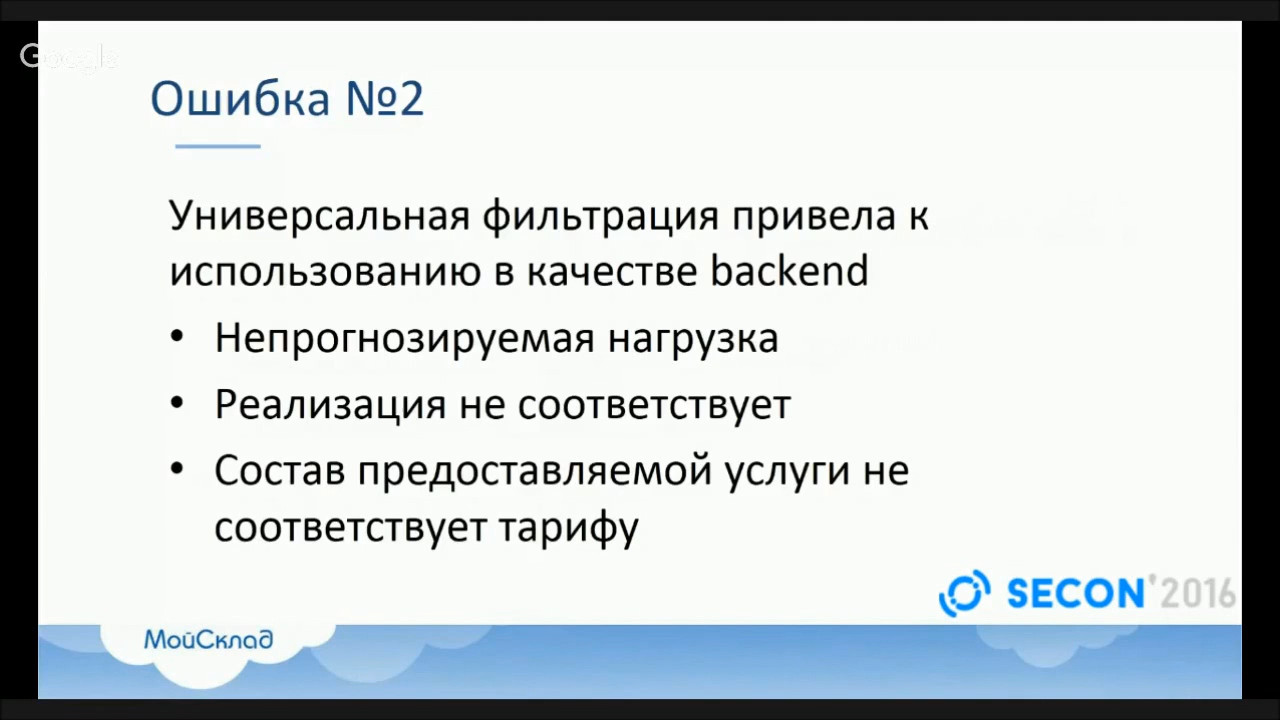 Google
Ошибка №2
Универсальная фильтрация привела к
использованию в качестве backend
• Непрогнозируемая нагрузка
• Реализация не соответствует
• Состав предоставляемой услуги не
соответствует тарифу
SECON'2016
МойСклад